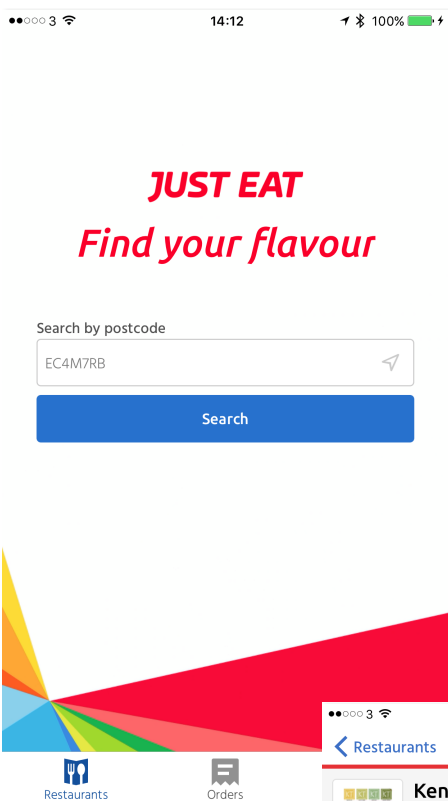 3 14:12 100%
JUST EAT
Find your flavour
Search by postcode
EC4M7RB
Search
3
Restaurants
Ken
Restaurants Orders